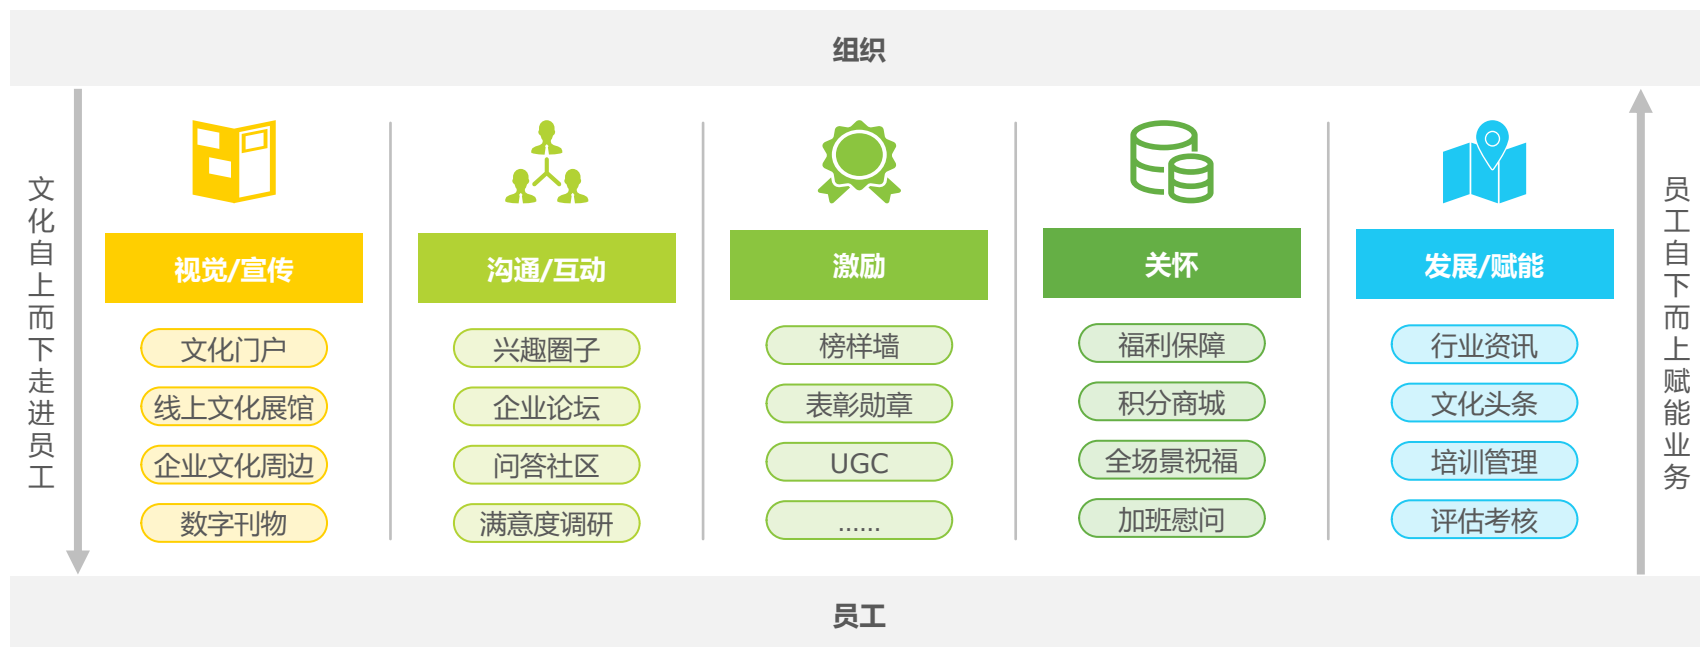 组织
文化自上而下走进员工
视觉/宣传
文化门户
线上文化展馆
企业文化周边
数字刊物
沟通/互动
兴趣圈子
企业论坛
问答社区
满意度调研
激励
榜样墙
表彰勋章
UGC
......
关怀
福利保障
积分商城
全场景祝福
加班慰问
发展/赋能
行业资讯
文化头条
培训管理
评估考核
员工自下而上赋能业务
员工